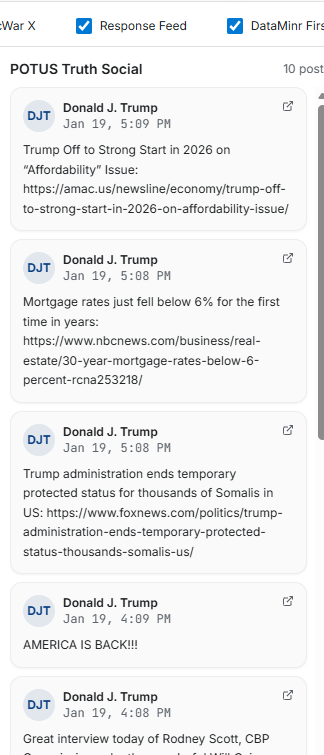 War X Response Feed DataMinr Firs
POTUS Truth Social 10 post
DJT Donald J. Trump
Jan 19, 5:09 PM
Trump Off to Strong Start in 2026 on
“Affordability” Issue:
https://amac.us/newsline/economy/trump-off-
to-strong-start-in-2026-on-affordability-issue/
DJT Donald J. Trump
Jan 19, 5:08 PM
Mortgage rates just fell below 6% for the first
time in years:
https://www.nbcnews.com/business/real-
estate/30-year-mortgage-rates-below-6-
percent-rcna253218/
DJT Donald J. Trump
Jan 19, 5:08 PM
Trump administration ends temporary
protected status for thousands of Somalis in
US: https://www.foxnews.com/politics/trump-
administration-ends-temporary-protected-
status-thousands-somalis-us/
DJT Donald J. Trump
Jan 19, 4:09 PM
AMERICA IS BACK!!!
DJT Donald J. Trump
Jan 19, 4:08 PM
Great interview today of Rodney Scott, CBP